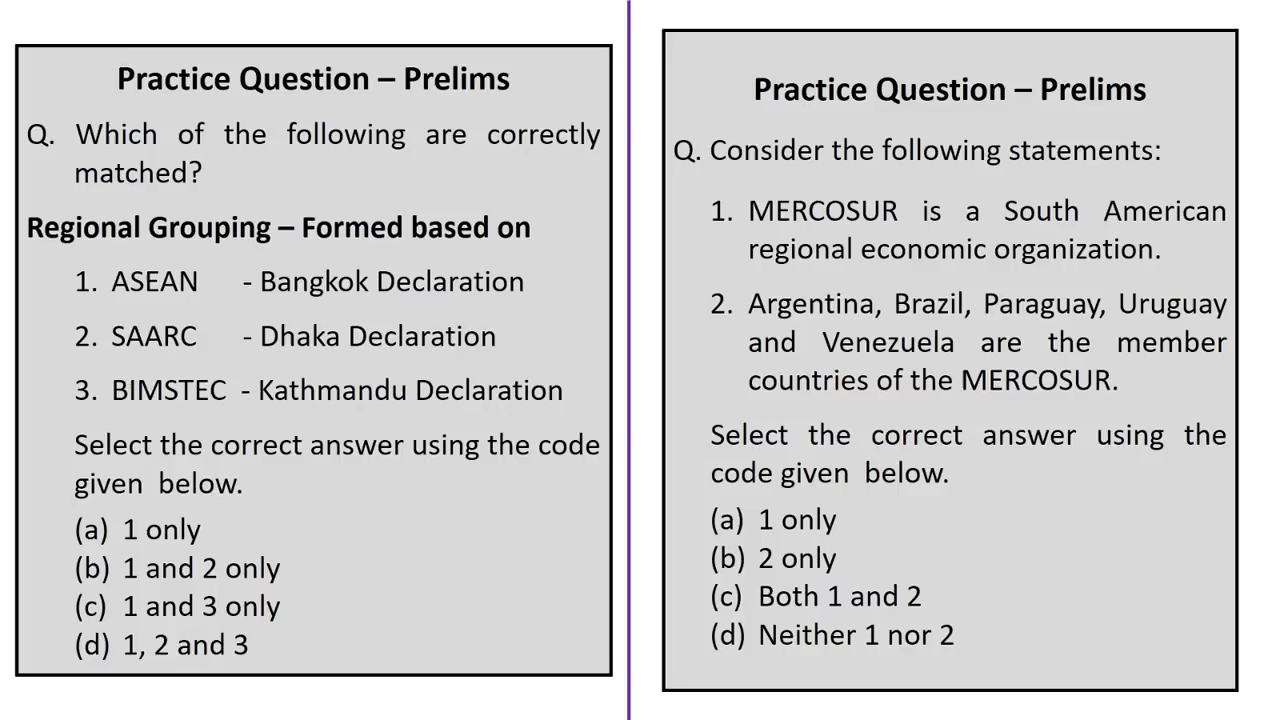 Practice Question – Prelims
Q. Which of the following are correctly
matched?
Regional Grouping – Formed based on
1. ASEAN - Bangkok Declaration
2. SAARC - Dhaka Declaration
3. BIMSTEC - Kathmandu Declaration
Select the correct answer using the code
given below.
(a) 1 only
(b) 1 and 2 only
(c) 1 and 3 only
(d) 1, 2 and 3
Practice Question – Prelims
Q. Consider the following statements:
1. MERCOSUR is a South American
regional economic organization.
2. Argentina, Brazil, Paraguay, Uruguay
and Venezuela are the member
countries of the MERCOSUR.
Select the correct answer using the
code given below.
(a) 1 only
(b) 2 only
(c) Both 1 and 2
(d) Neither 1 nor 2